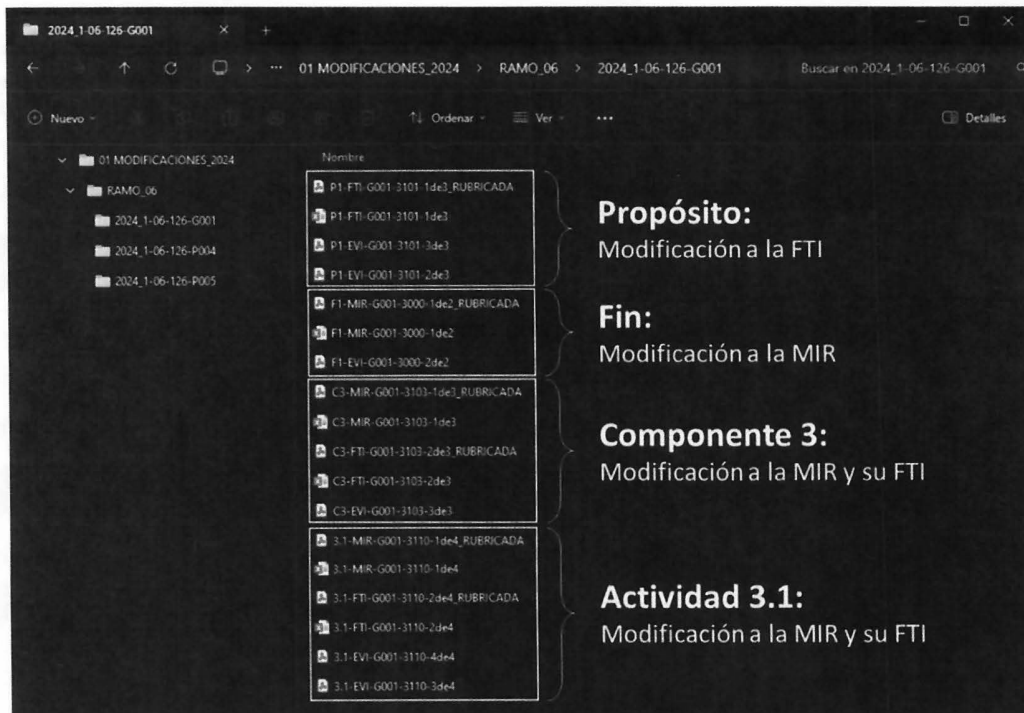 2024_1-06-126-G001
01 MODIFICACIONES_2024 > RAMO_06 > 2024_1-06-126-G001
Buscar en 2024_1-06-126-G001
Nuevo
Ordenar
Ver
Detalles
01 MODIFICACIONES_2024
RAMO_06
2024_1-06-126-G001
2024_1-06-126-P004
2024_1-06-126-P005
Nombre
P1-FTI-G001-3101-1de3_RUBRICADA
P1-FTI-G001-3101-1de3
P1-EVI-G001-3101-3de3
P1-EVI-G001-3101-2de3
Propósito:
Modificación a la FTI
F1-MIR-G001-3000-1de2_RUBRICADA
F1-MIR-G001-3000-1de2
F1-EVI-G001-3000-2de2
Fin:
Modificación a la MIR
C3-MIR-G001-3103-1de3_RUBRICADA
C3-MIR-G001-3103-1de3
C3-FTI-G001-3103-2de3_RUBRICADA
C3-FTI-G001-3103-2de3
C3-EVI-G001-3103-3de3
Componente 3:
Modificación a la MIR y su FTI
3.1-MIR-G001-3110-1de4_RUBRICADA
3.1-MIR-G001-3110-1de4
3.1-FTI-G001-3110-2de4_RUBRICADA
3.1-FTI-G001-3110-2de4
3.1-EVI-G001-3110-4de4
3.1-EVI-G001-3110-3de4
Actividad 3.1:
Modificación a la MIR y su FTI